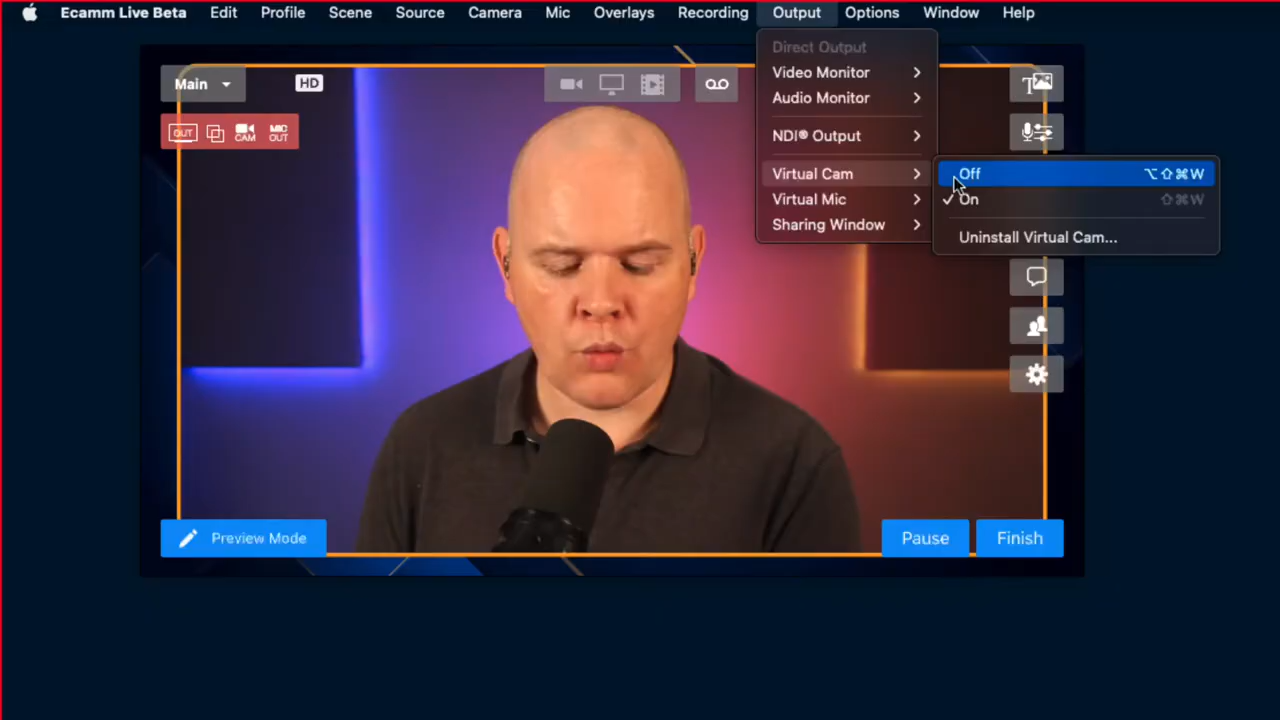 Ecamm Live Beta Edit Profile Scene Source Camera Mic Overlays Recording Output Options Window Help
Direct Output
Video Monitor
Audio Monitor
NDI® Output
Virtual Cam
Virtual Mic
Sharing Window
Off ⌥⇧⌘W
✓ On ⇧⌘W
Uninstall Virtual Cam...
Main
HD
OUT
CAM
MIC OUT
T
Preview Mode
Pause
Finish